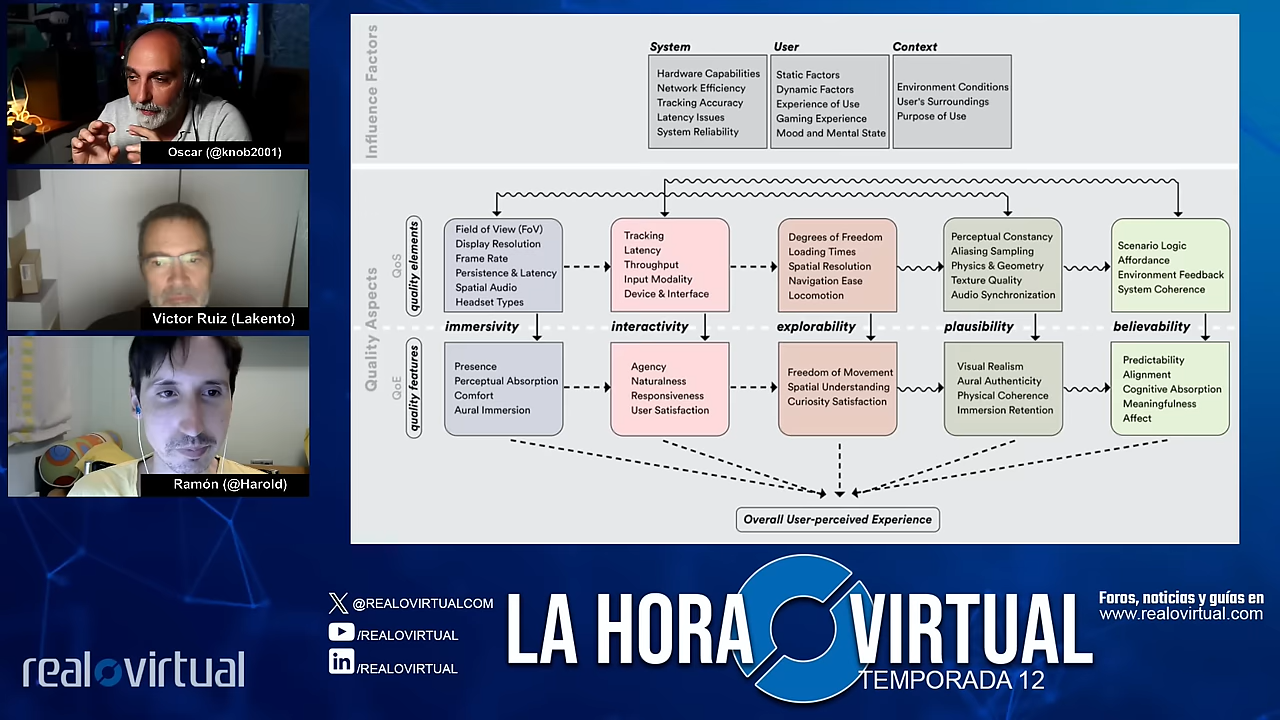 Oscar (@knob2001)
Victor Ruiz (Lakento)
Ramón (@Harold)
Influence Factors
System
Hardware Capabilities
Network Efficiency
Tracking Accuracy
Latency Issues
System Reliability
User
Static Factors
Dynamic Factors
Experience of Use
Gaming Experience
Mood and Mental State
Context
Environment Conditions
User's Surroundings
Purpose of Use
Quality Aspects
QoS
quality elements
Field of View (FoV)
Display Resolution
Frame Rate
Persistence & Latency
Spatial Audio
Headset Types
Tracking
Latency
Throughput
Input Modality
Device & Interface
Degrees of Freedom
Loading Times
Spatial Resolution
Navigation Ease
Locomotion
Perceptual Constancy
Aliasing Sampling
Physics & Geometry
Texture Quality
Audio Synchronization
Scenario Logic
Affordance
Environment Feedback
System Coherence
immersivity
interactivity
explorability
plausibility
believability
QoE
quality features
Presence
Perceptual Absorption
Comfort
Aural Immersion
Agency
Naturalness
Responsiveness
User Satisfaction
Freedom of Movement
Spatial Understanding
Curiosity Satisfaction
Visual Realism
Aural Authenticity
Physical Coherence
Immersion Retention
Predictability
Alignment
Cognitive Absorption
Meaningfulness
Affect
Overall User-perceived Experience
realovirtual
@REALOVIRTUAL.COM
/REALOVIRTUAL
/REALOVIRTUAL
LA HORA VIRTUAL
TEMPORADA 12
Foros, noticias y guías en
www.realovirtual.com